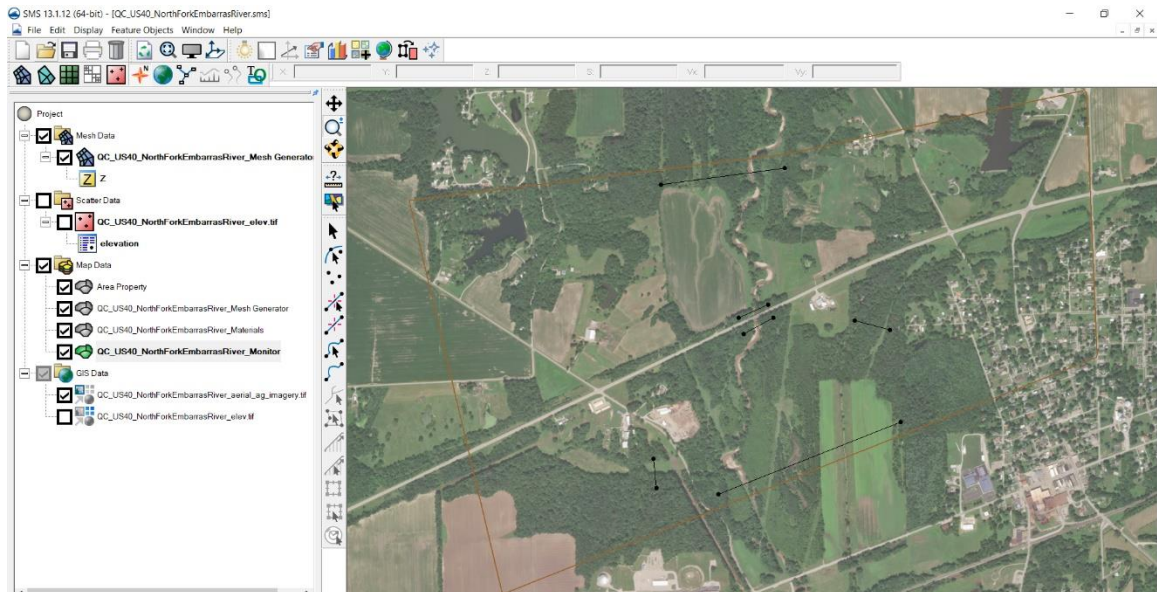 SMS 13.1.12 (64-bit) - [QC_US40_NorthForkEmbarrasRiver.sms]
File Edit Display Feature Objects Window Help
X: Y: Z: S: Vx: Vy:
Project
Mesh Data
QC_US40_NorthForkEmbarrasRiver_Mesh Generator
Z Z
Scatter Data
QC_US40_NorthForkEmbarrasRiver_elev.tif
elevation
Map Data
Area Property
QC_US40_NorthForkEmbarrasRiver_Mesh Generator
QC_US40_NorthForkEmbarrasRiver_Materials
QC_US40_NorthForkEmbarrasRiver_Monitor
GIS Data
QC_US40_NorthForkEmbarrasRiver_aerial_ag_imagery.tif
QC_US40_NorthForkEmbarrasRiver_elev.tif